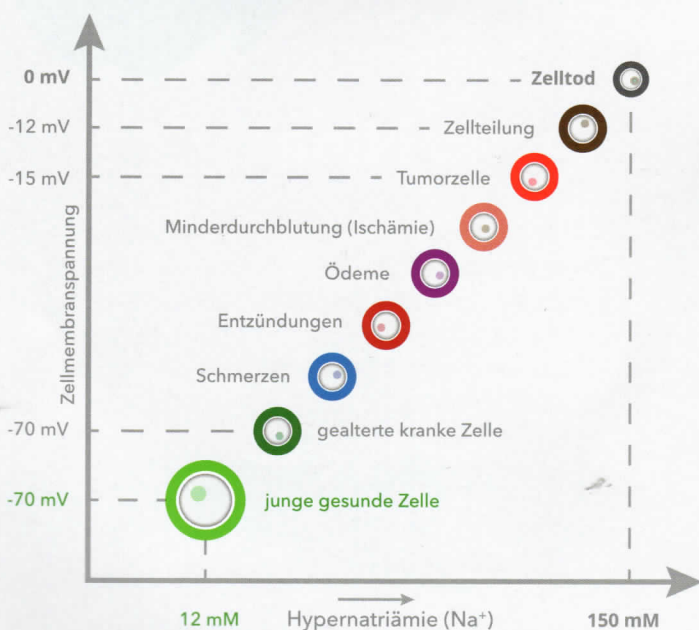 0 mV
Zelltod
-12 mV
Zellteilung
-15 mV
Tumorzelle
Minderdurchblutung (Ischämie)
Zellmembranspannung
Ödeme
Entzündungen
Schmerzen
-70 mV
gealterte kranke Zelle
-70 mV
junge gesunde Zelle
12 mM
Hypernatriämie (Na⁺)
150 mM